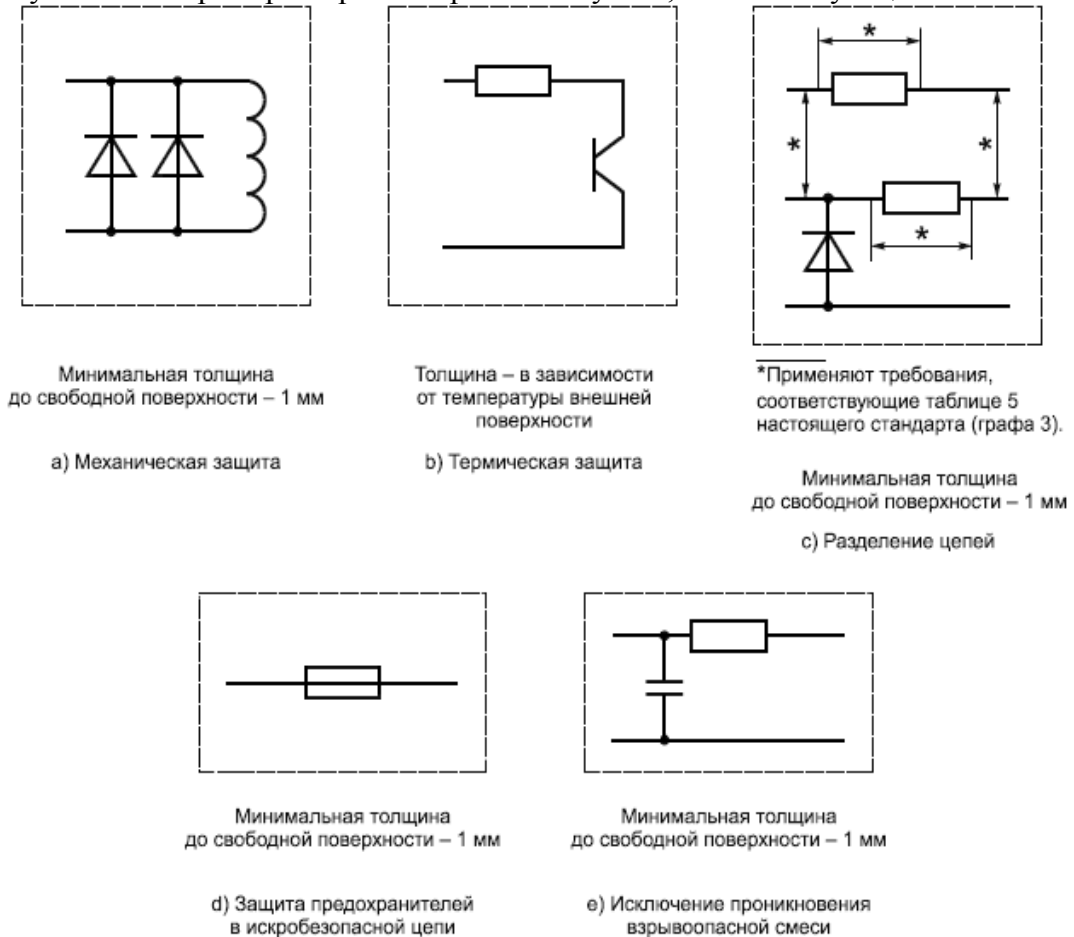 *
*
*
*
Минимальная толщина
до свободной поверхности – 1 мм
a) Механическая защита
Толщина – в зависимости
от температуры внешней
поверхности
b) Термическая защита
*Применяют требования,
соответствующие таблице 5
настоящего стандарта (графа 3).
Минимальная толщина
до свободной поверхности – 1 мм
c) Разделение цепей
Минимальная толщина
до свободной поверхности – 1 мм
d) Защита предохранителей
в искробезопасной цепи
Минимальная толщина
до свободной поверхности – 1 мм
e) Исключение проникновения
взрывоопасной смеси